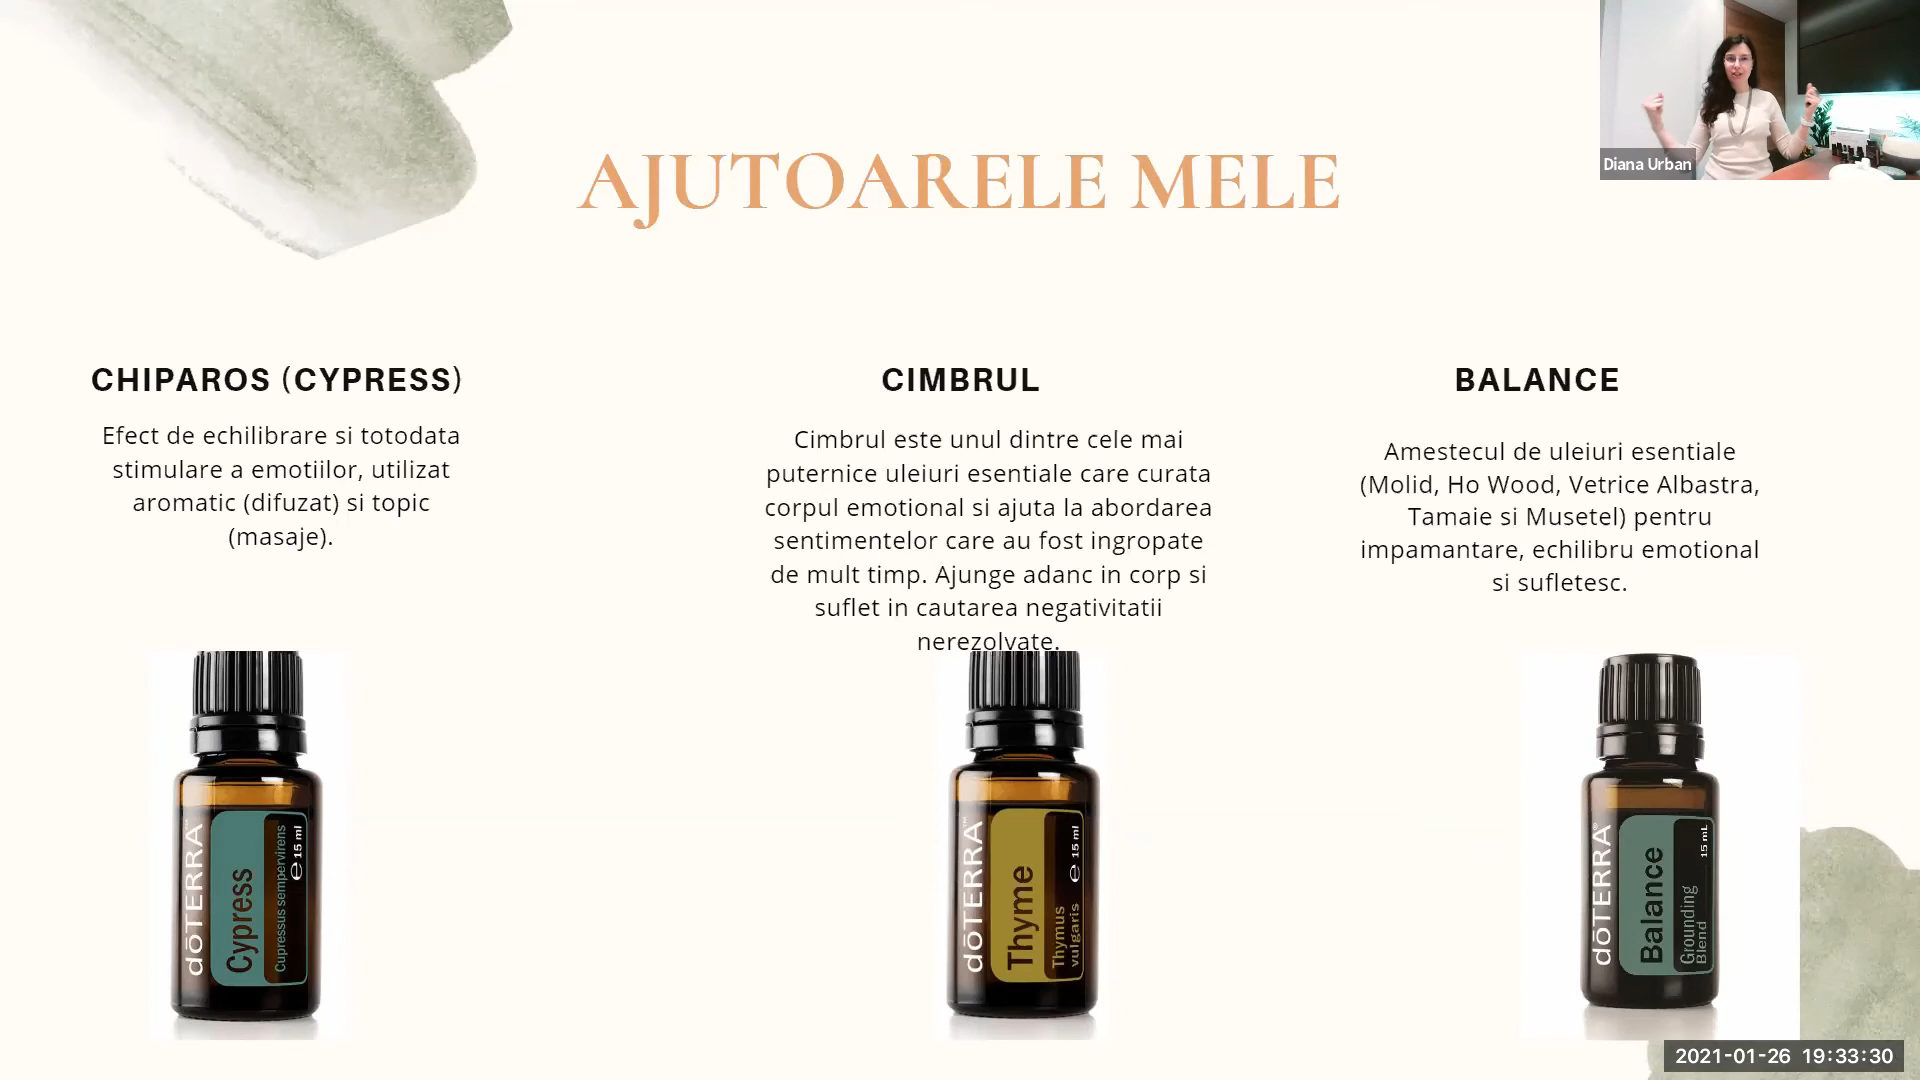 Diana Urban
AJUTOARELE MELE
CHIPAROS (CYPRESS)
Efect de echilibrare si totodata
stimulare a emotiilor, utilizat
aromatic (difuzat) si topic
(masaje).
CIMBRUL
Cimbrul este unul dintre cele mai
puternice uleiuri esentiale care curata
corpul emotional si ajuta la abordarea
sentimentelor care au fost ingropate
de mult timp. Ajunge adanc in corp si
suflet in cautarea negativitatii
nerezolvate.
BALANCE
Amestecul de uleiuri esentiale
(Molid, Ho Wood, Vetrice Albastra,
Tamaie si Musetel) pentru
impamantare, echilibru emotional
si sufletesc.
dōTERRA™
Cypress
Cupressus sempervirens
℮ 15 ml
dōTERRA™
Thyme
Thymus
vulgaris
℮ 15 ml
dōTERRA®
Balance
Grounding
Blend
15 mL
2021-01-26 19:33:30